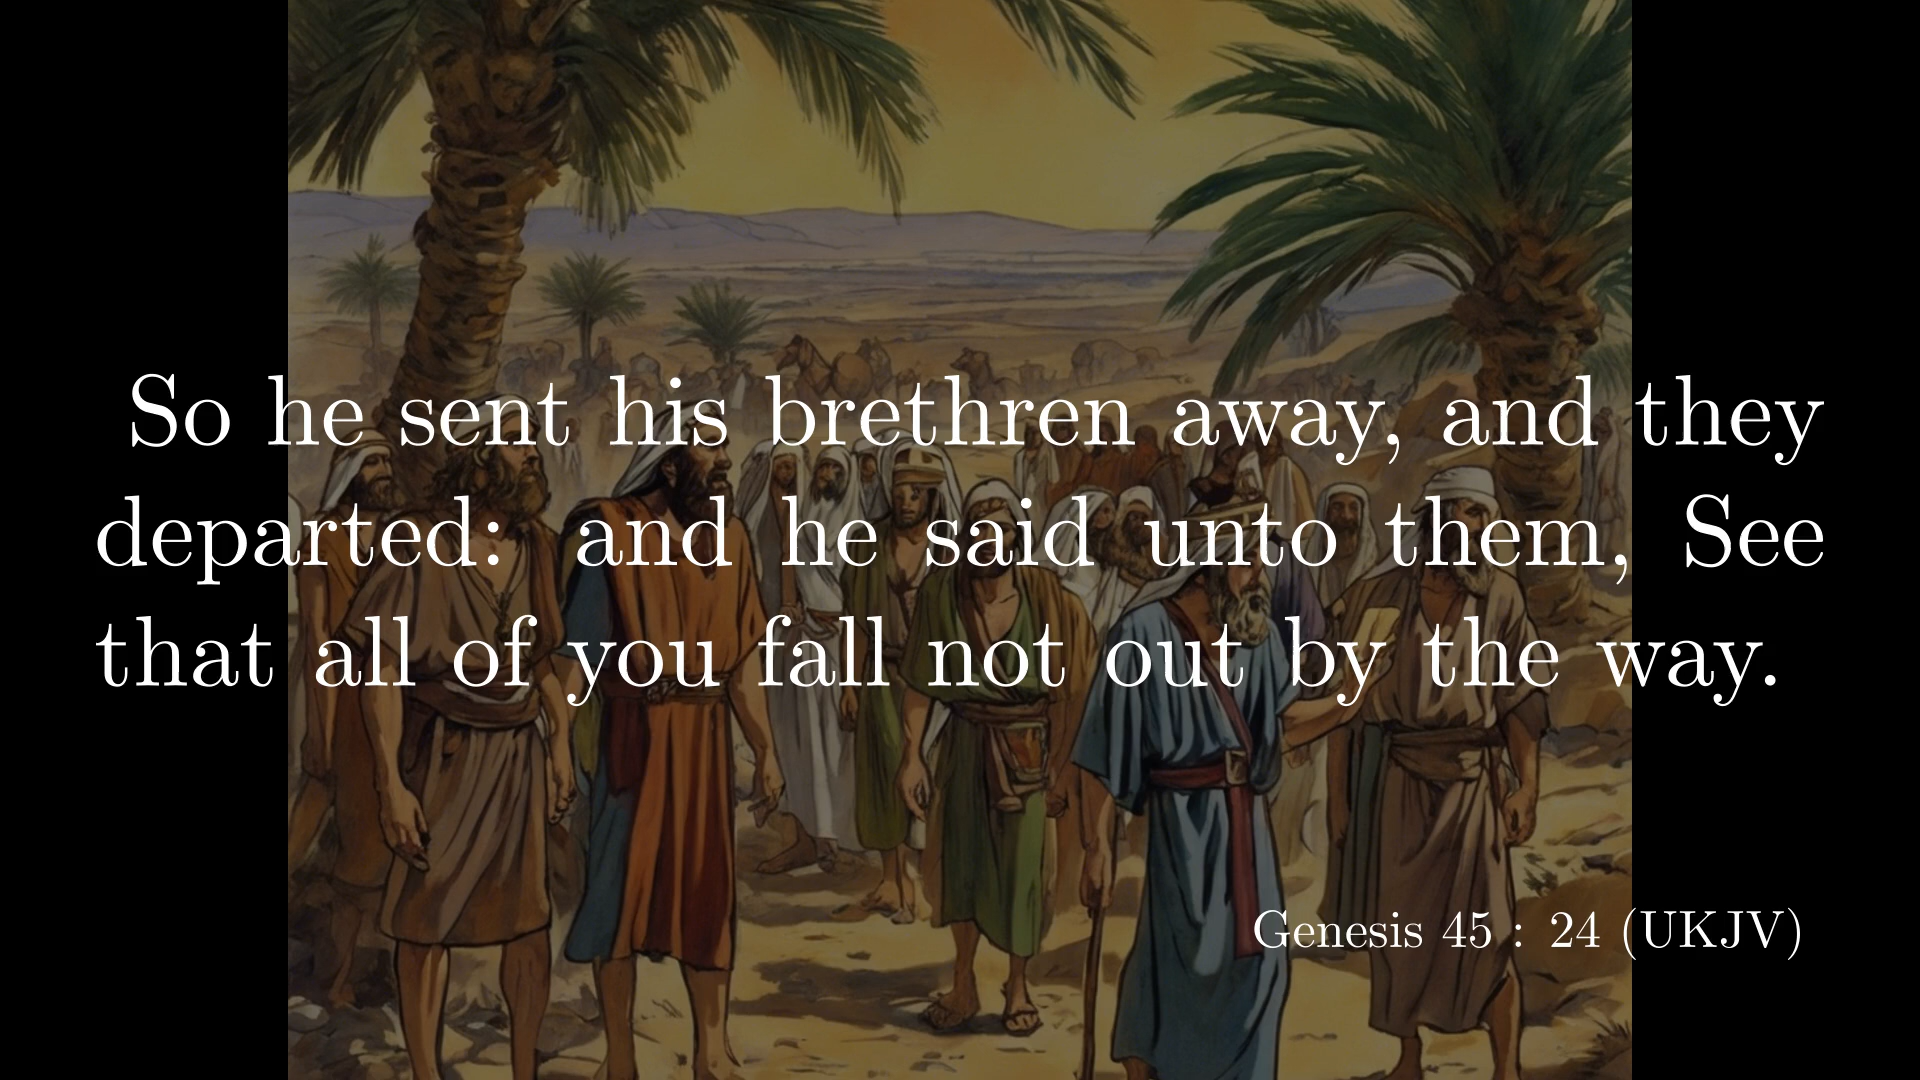 So he sent his brethren away, and they
departed: and he said unto them, See
that all of you fall not out by the way.
Genesis 45 : 24 (UKJV)